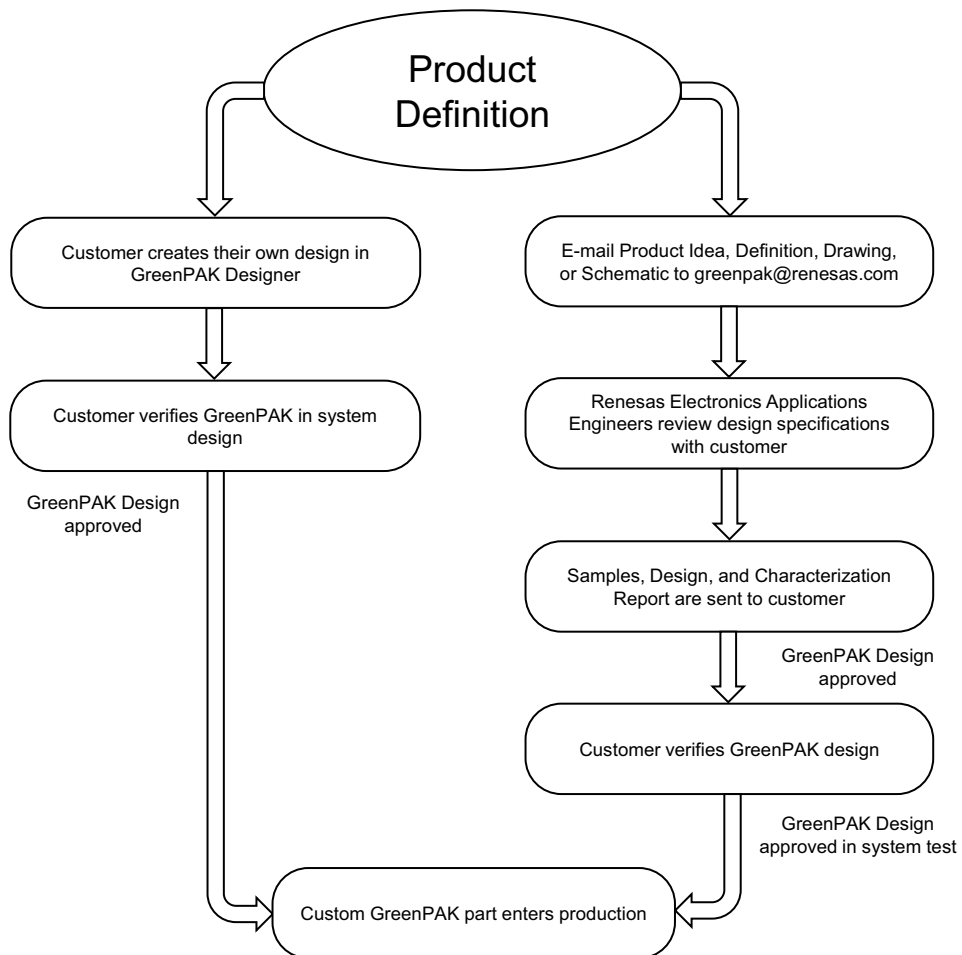 Product
Definition
Customer creates their own design in
GreenPAK Designer
Customer verifies GreenPAK in system
design
GreenPAK Design
approved
E-mail Product Idea, Definition, Drawing,
or Schematic to greenpak@renesas.com
Renesas Electronics Applications
Engineers review design specifications
with customer
Samples, Design, and Characterization
Report are sent to customer
GreenPAK Design
approved
Customer verifies GreenPAK design
GreenPAK Design
approved in system test
Custom GreenPAK part enters production